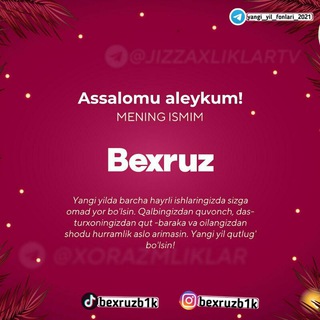 yangi_yil_fonlari_2021
@JIZZAXLIKLARTV
Assalomu aleykum!
MENING ISMIM
Bexruz
Yangi yilda barcha hayrli ishlaringizda sizga
omad yor bo'lsin. Qalbingizdan quvonch, das-
turxoningizdan qut -baraka va oilangizdan
shodu hurramlik aslo arimasin. Yangi yil qutlug'
bo'lsin!
@XORAZMLIKLAR
bexruzb1k
bexruzb1k